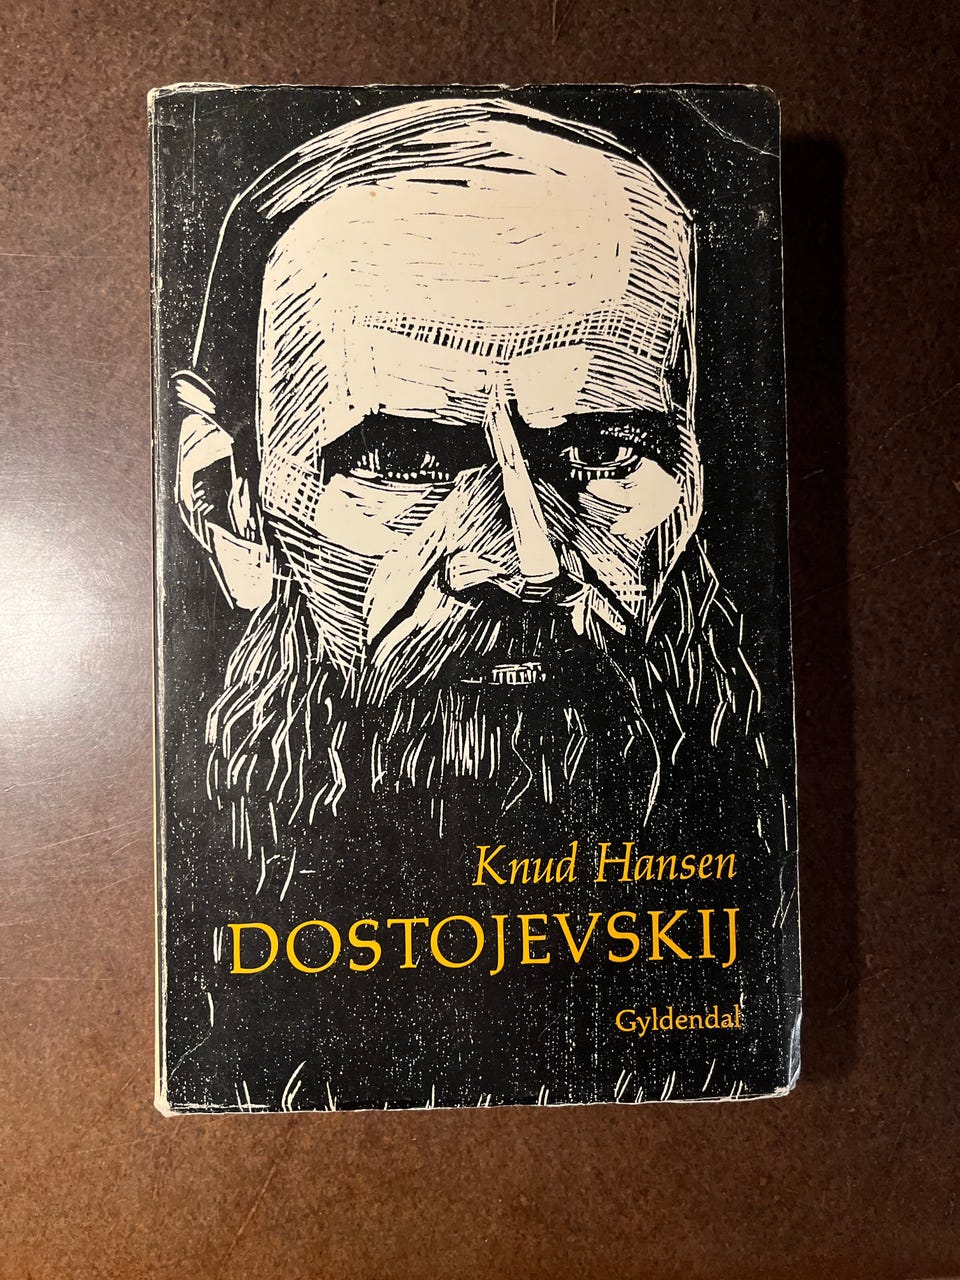 Knud Hansen
DOSTOJEVSKIJ
Gyldendal